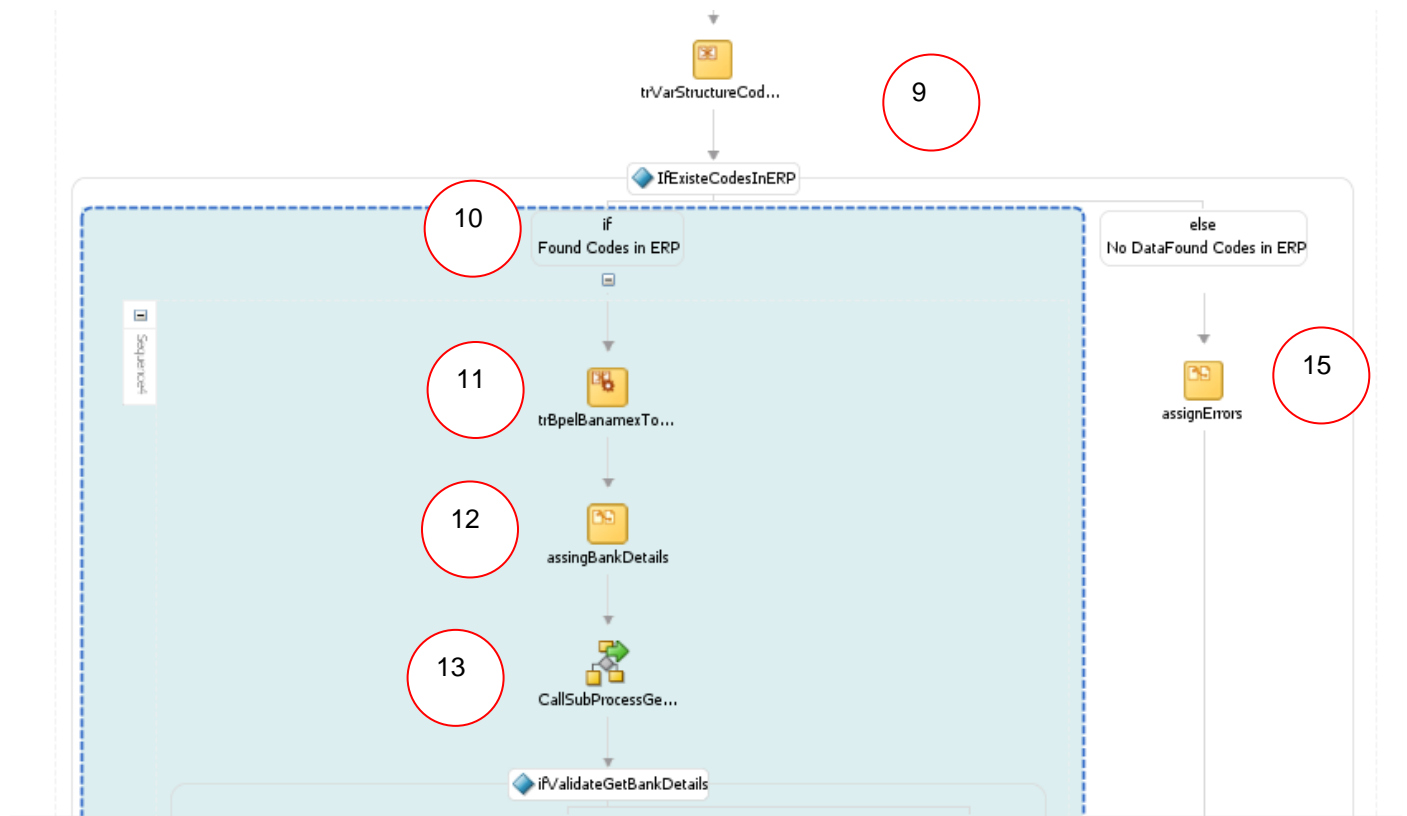 trVarStructureCod...
9
IfExisteCodesInERP
10
if
Found Codes in ERP
else
No DataFound Codes in ERP
Sequence4
11
trBpelBanamexTo...
15
assignErrors
12
assingBankDetails
13
CallSubProcessGe...
ifValidateGetBankDetails